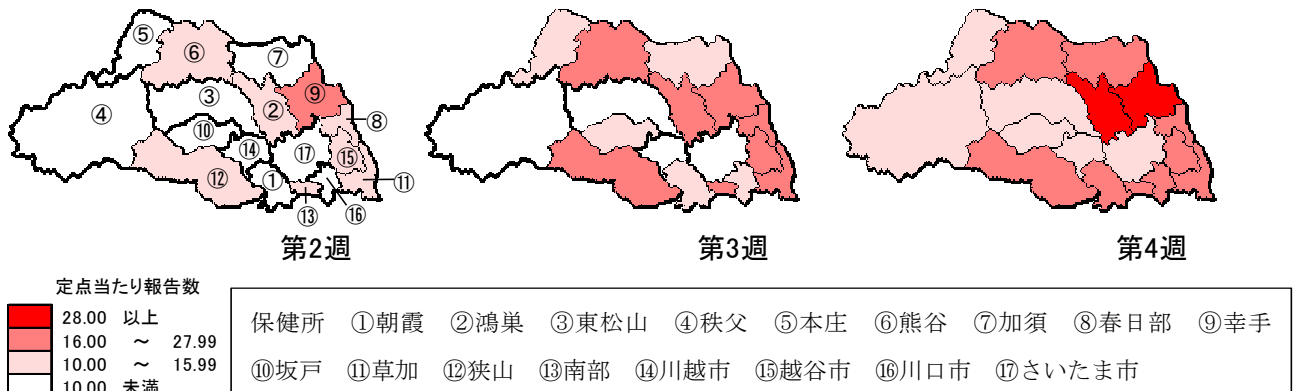 ⑤
⑥
⑦
④
③
②
⑨
⑧
⑩
⑭
⑰
⑮
⑫
①
⑪
⑬
⑯
第2週
第3週
第4週
定点当たり報告数
28.00 以上
16.00 ～ 27.99
10.00 ～ 15.99
10.00 未満
保健所 ①朝霞 ②鴻巣 ③東松山 ④秩父 ⑤本庄 ⑥熊谷 ⑦加須 ⑧春日部 ⑨幸手
⑩坂戸 ⑪草加 ⑫狭山 ⑬南部 ⑭川越市 ⑮越谷市 ⑯川口市 ⑰さいたま市